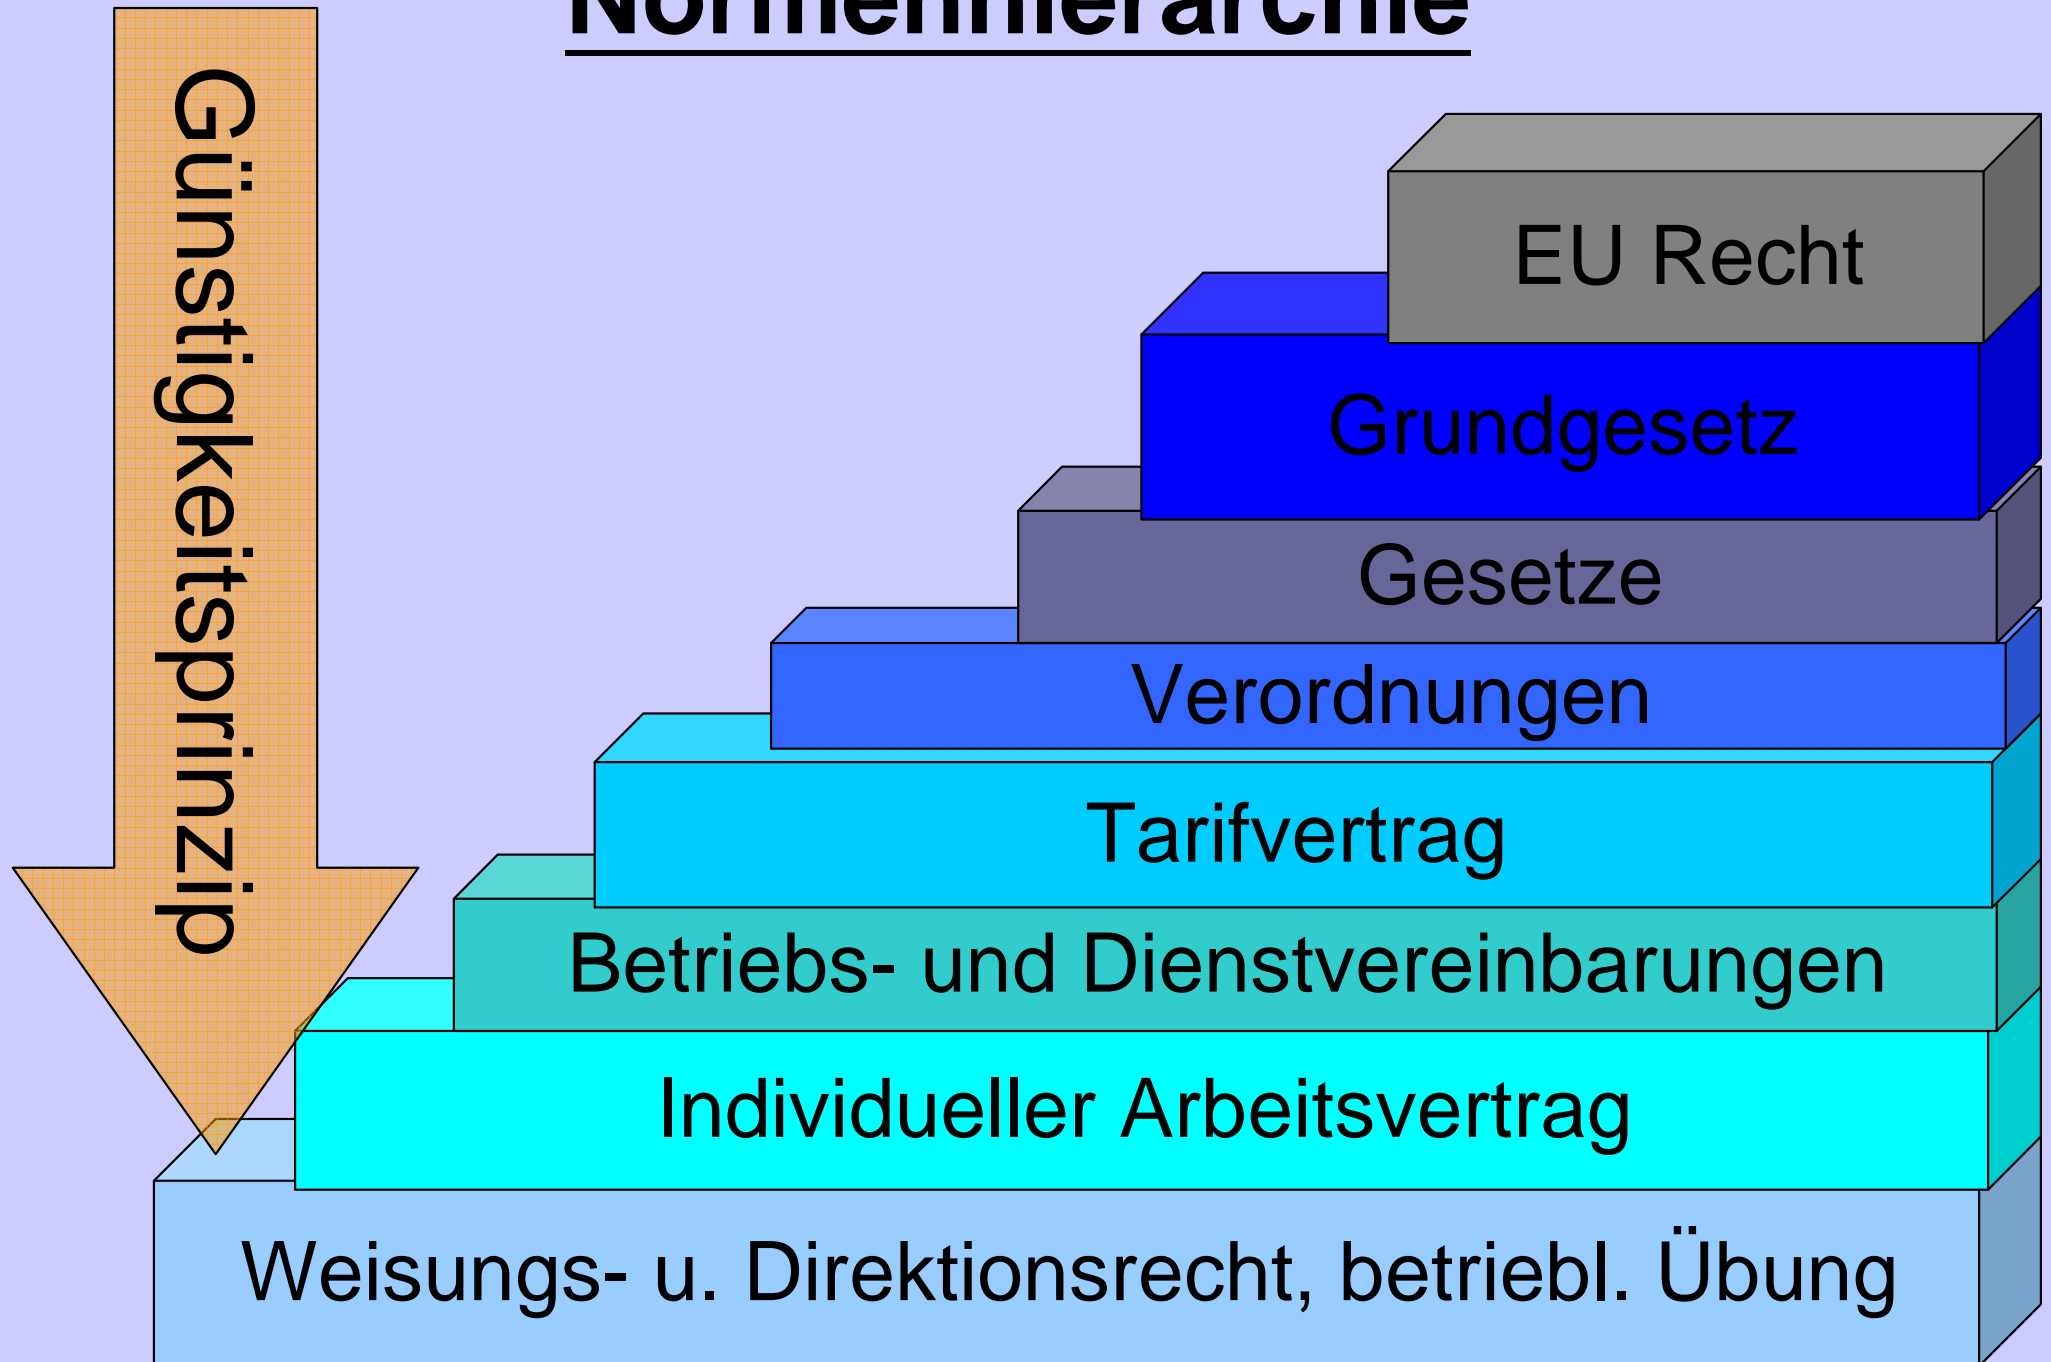 Normenhierarchie
Günstigkeitsprinzip
EU Recht
Grundgesetz
Gesetze
Verordnungen
Tarifvertrag
Betriebs- und Dienstvereinbarungen
Individueller Arbeitsvertrag
Weisungs- u. Direktionsrecht, betriebl. Übung